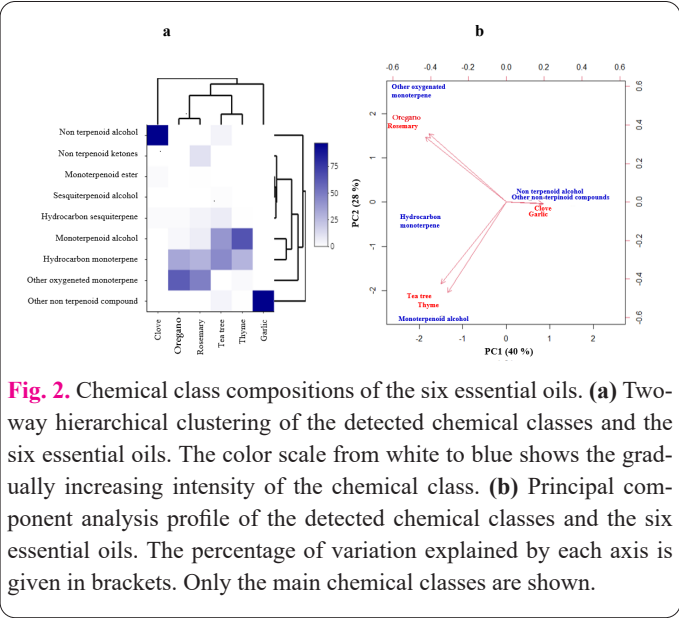 a
b
Non terpenoid alcohol
Non terpenoid ketones
Monoterpenoid ester
Sesquiterpenoid alcohol
Hydrocarbon sesquiterpene
Monoterpenoid alcohol
Hydrocarbon monoterpene
Other oxygeneted monoterpene
Other non terpenoid compound
Clove
Oregano
Rosemary
Tea tree
Thyme
Garlic
75
50
25
0
PC2 (28 %)
-0.6 -0.4 -0.2 0.0 0.2 0.4 0.6
2
1
0
-1
-2
0.6
0.4
0.2
0.0
-0.2
-0.4
-0.6
Other oxygenated
monoterpene
Oregano
Rosemary
Non terpenoid alcohol
Other non-terpinoid compounds
Clove
Garlic
Hydrocarbon
monoterpene
Tea tree
Thyme
Monoterpenoid alcohol
-2 -1 0 1 2
PC1 (40 %)
Fig. 2. Chemical class compositions of the six essential oils. (a) Two-
way hierarchical clustering of the detected chemical classes and the
six essential oils. The color scale from white to blue shows the grad-
ually increasing intensity of the chemical class. (b) Principal com-
ponent analysis profile of the detected chemical classes and the six
essential oils. The percentage of variation explained by each axis is
given in brackets. Only the main chemical classes are shown.